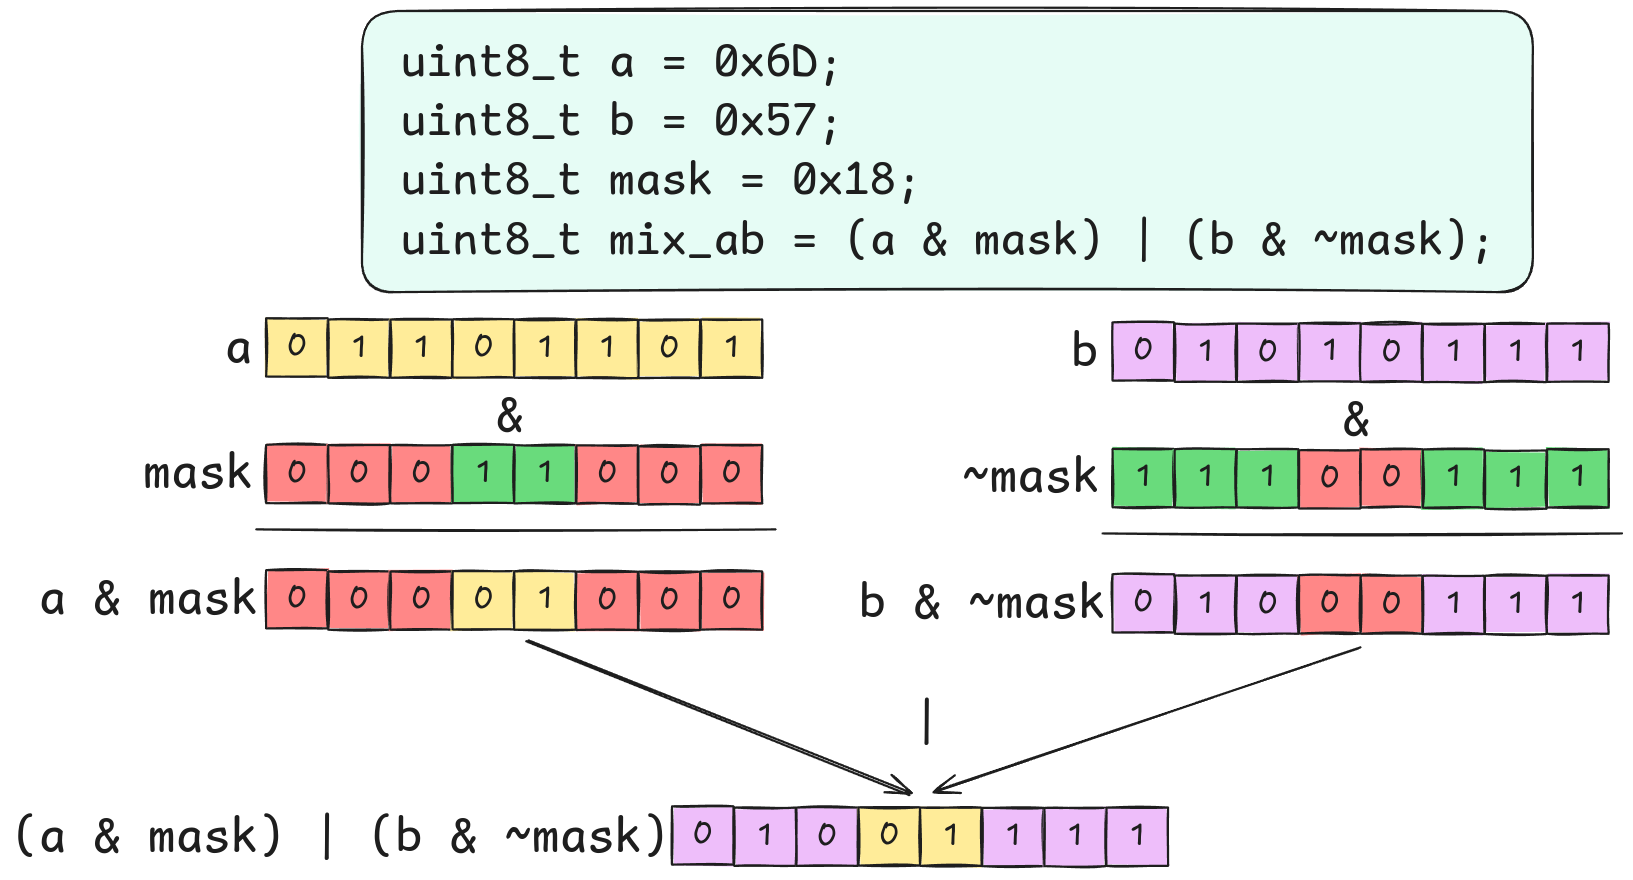 uint8_t a = 0x6D;
uint8_t b = 0x57;
uint8_t mask = 0x18;
uint8_t mix_ab = (a & mask) | (b & ~mask);
a 0 1 1 0 1 1 0 1
&
mask 0 0 0 1 1 0 0 0
a & mask 0 0 0 0 1 0 0 0
b 0 1 0 1 0 1 1 1
&
~mask 1 1 1 0 0 1 1 1
b & ~mask 0 1 0 0 0 1 1 1
|
(a & mask) | (b & ~mask) 0 1 0 0 1 1 1 1